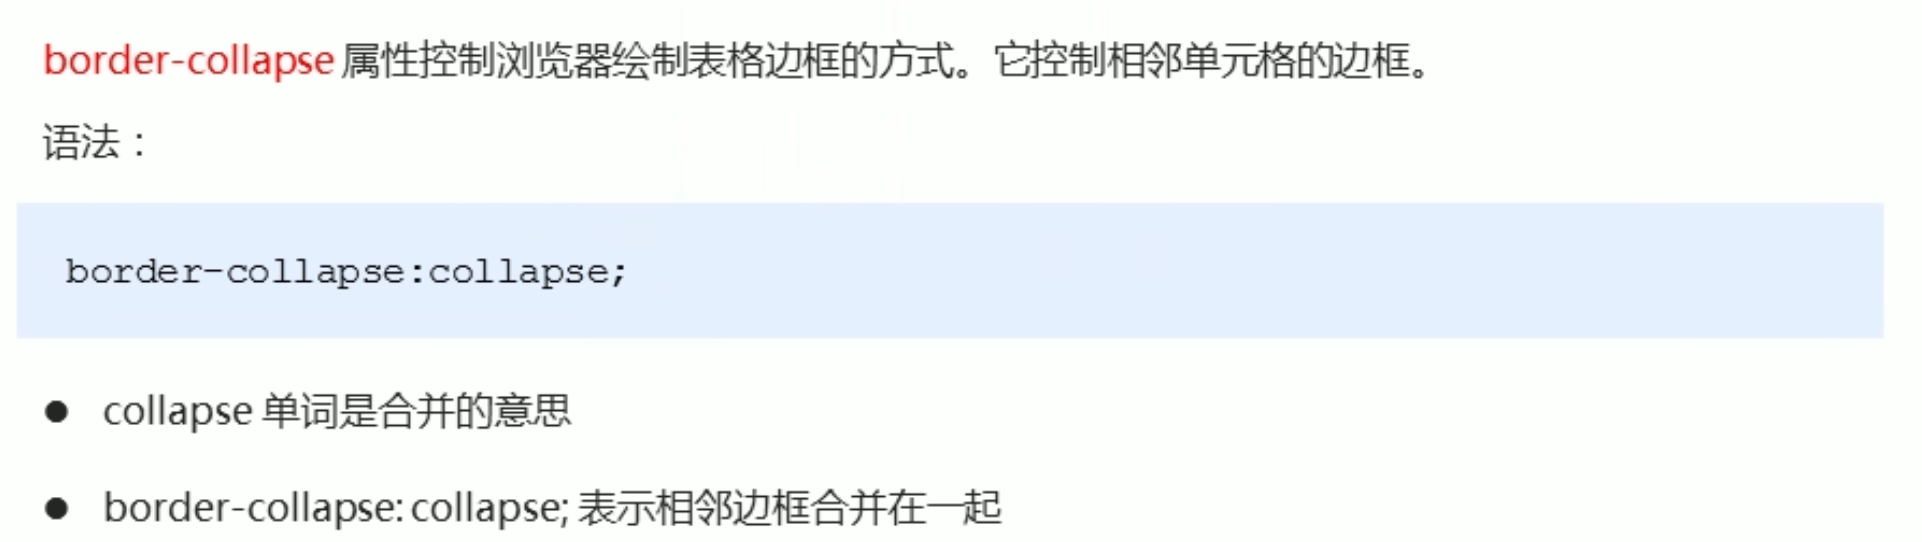 border-collapse 属性控制浏览器绘制表格边框的方式。它控制相邻单元格的边框。
语法：
border-collapse:collapse;
● collapse 单词是合并的意思
● border-collapse: collapse; 表示相邻边框合并在一起